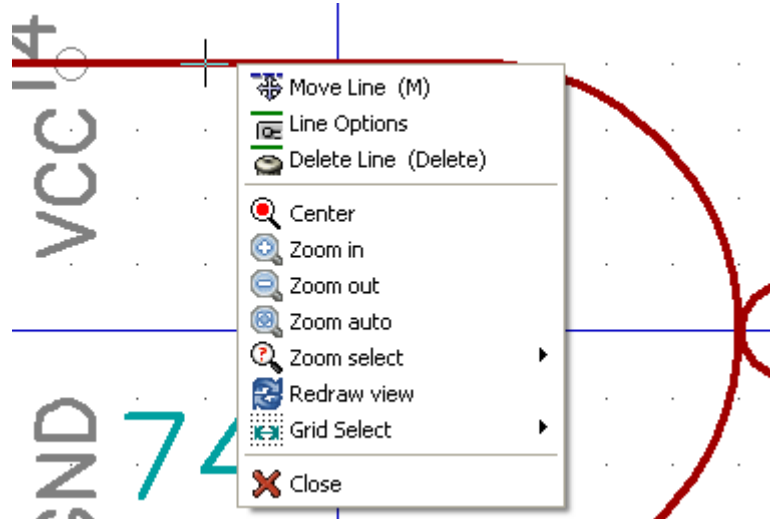 14
VCC
GND
74
Move Line (M)
Line Options
Delete Line (Delete)
Center
Zoom in
Zoom out
Zoom auto
Zoom select
Redraw view
Grid Select
Close